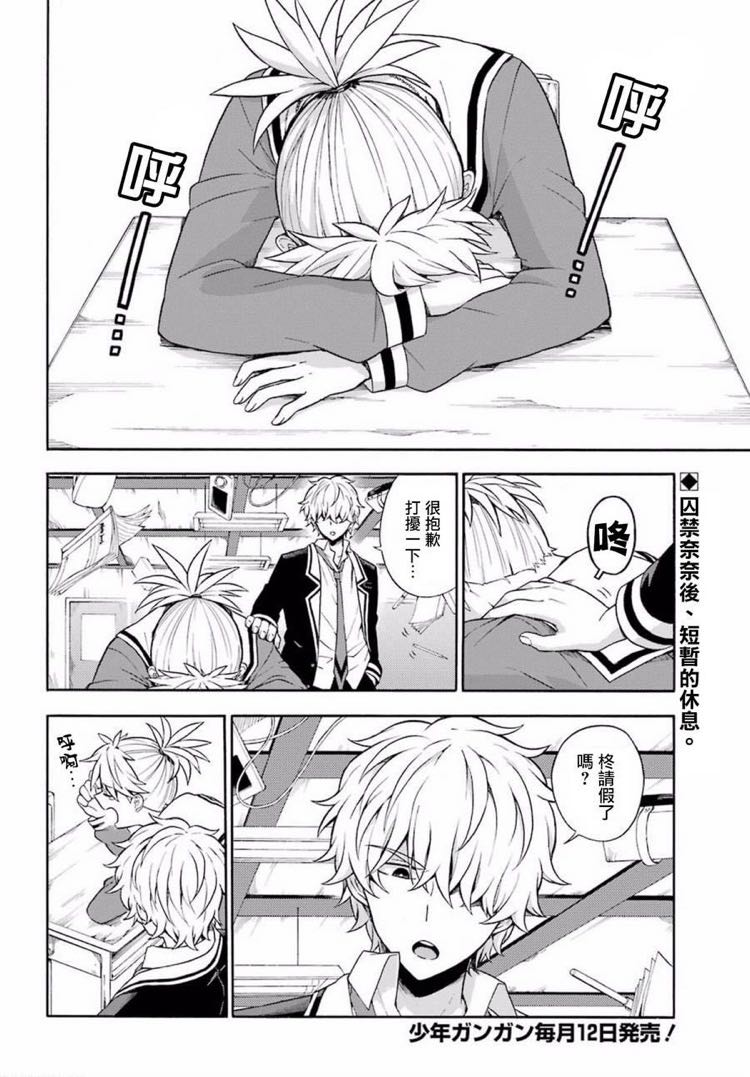 呼——…
呼——…
◆囚禁奈奈後、短暫的休息。
咚
很抱歉
打擾一下…
柊請假了
嗎？
呼啊…
少年ガンガン毎月12日発売！